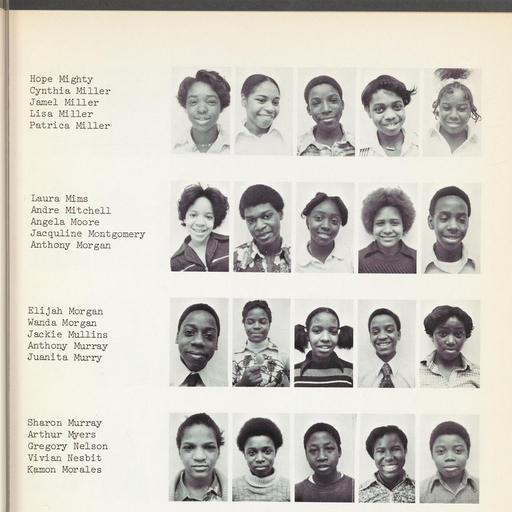 Hope Mighty
Cynthia Miller
Jamel Miller
Lisa Miller
Patrica Miller
Laura Mims
Andre Mitchell
Angela Moore
Jacquline Montgomery
Anthony Morgan
Elijah Morgan
Wanda Morgan
Jackie Mullins
Anthony Murray
Juanita Murry
Sharon Murray
Arthur Myers
Gregory Nelson
Vivian Nesbit
Kamon Morales